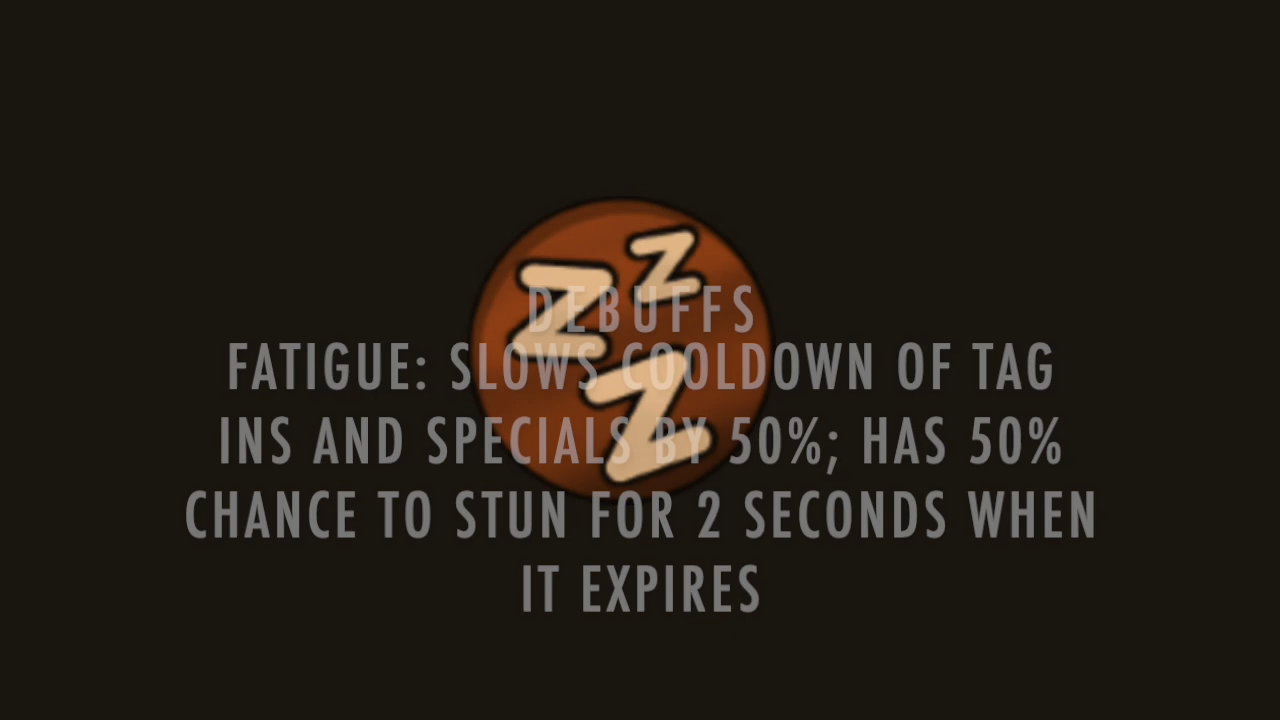 Z Z
Z
DEBUFFS
FATIGUE: SLOWS COOLDOWN OF TAG
INS AND SPECIALS BY 50%; HAS 50%
CHANCE TO STUN FOR 2 SECONDS WHEN
IT EXPIRES